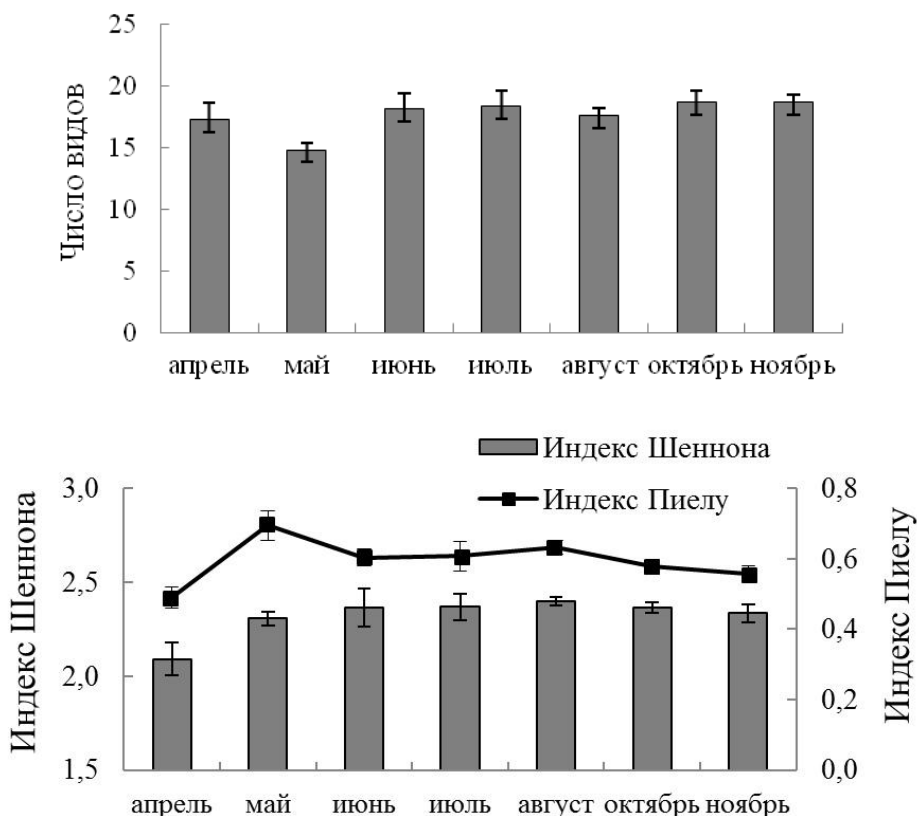 25
20
15
10
5
0
Число видов
апрель май июнь июль август октябрь ноябрь
Индекс Шеннона
Индекс Пиелу
3,0
2,5
2,0
1,5
Индекс Шеннона
0,8
0,6
0,4
0,2
0,0
Индекс Пиелу
апрель май июнь июль август октябрь ноябрь